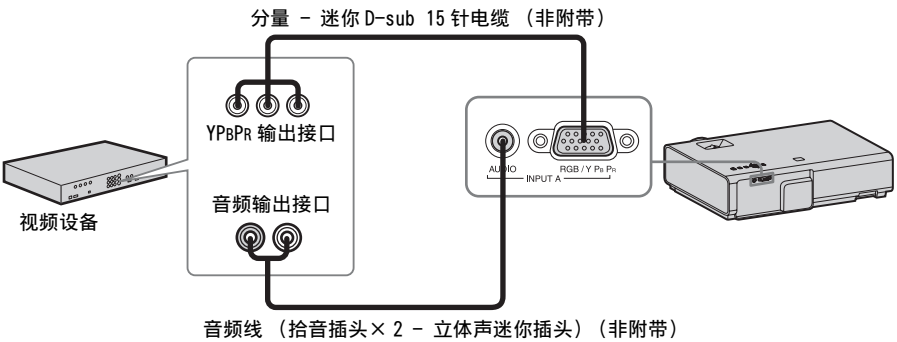 分量 - 迷你 D-sub 15 针电缆 (非附带)
YPBPR 输出接口
AUDIO
RGB / Y PB PR
INPUT A
视频设备
音频输出接口
音频线 (拾音插头× 2 - 立体声迷你插头) (非附带)